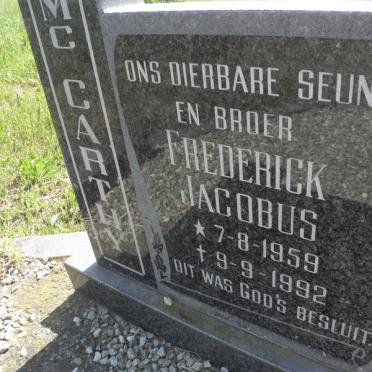 MC CARTHY
ONS DIERBARE SEUN
EN BROER
FREDERICK
JACOBUS
★ 7-8-1959
† 9-9-1992
DIT WAS GOD'S BESLUIT